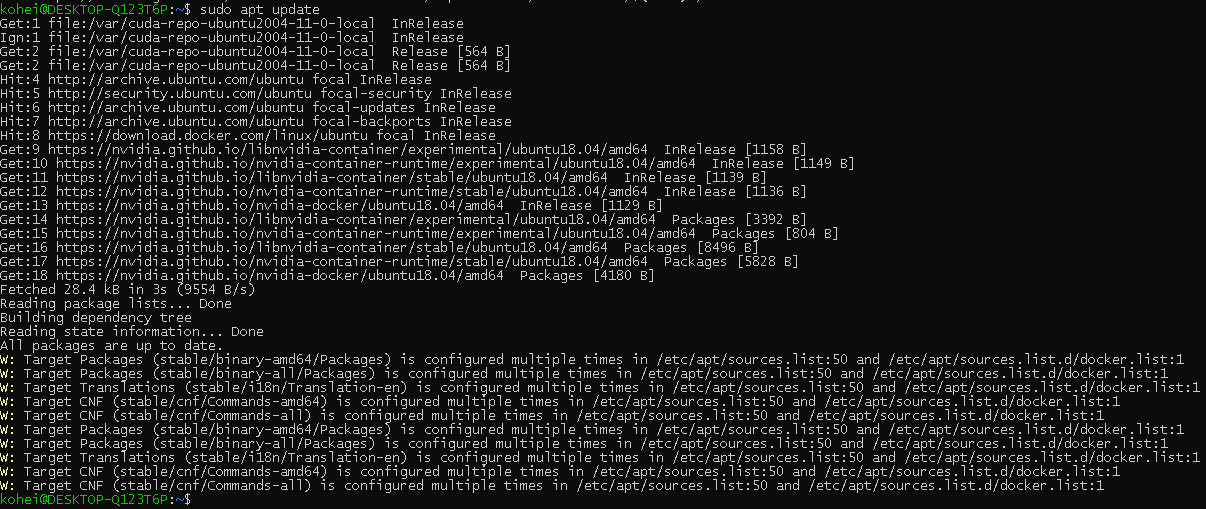 kohei@DESKTOP-Q123T6P:~$ sudo apt update
Get:1 file:/var/cuda-repo-ubuntu2004-11-0-local  InRelease
Ign:1 file:/var/cuda-repo-ubuntu2004-11-0-local  InRelease
Get:2 file:/var/cuda-repo-ubuntu2004-11-0-local  Release [564 B]
Get:2 file:/var/cuda-repo-ubuntu2004-11-0-local  Release [564 B]
Hit:4 http://archive.ubuntu.com/ubuntu focal InRelease
Hit:5 http://security.ubuntu.com/ubuntu focal-security InRelease
Hit:6 http://archive.ubuntu.com/ubuntu focal-updates InRelease
Hit:7 http://archive.ubuntu.com/ubuntu focal-backports InRelease
Hit:8 https://download.docker.com/linux/ubuntu focal InRelease
Get:9 https://nvidia.github.io/libnvidia-container/experimental/ubuntu18.04/amd64  InRelease [1158 B]
Get:10 https://nvidia.github.io/nvidia-container-runtime/experimental/ubuntu18.04/amd64  InRelease [1149 B]
Get:11 https://nvidia.github.io/libnvidia-container/stable/ubuntu18.04/amd64  InRelease [1139 B]
Get:12 https://nvidia.github.io/nvidia-container-runtime/stable/ubuntu18.04/amd64  InRelease [1136 B]
Get:13 https://nvidia.github.io/nvidia-docker/ubuntu18.04/amd64  InRelease [1129 B]
Get:14 https://nvidia.github.io/libnvidia-container/experimental/ubuntu18.04/amd64  Packages [3392 B]
Get:15 https://nvidia.github.io/nvidia-container-runtime/experimental/ubuntu18.04/amd64  Packages [804 B]
Get:16 https://nvidia.github.io/libnvidia-container/stable/ubuntu18.04/amd64  Packages [8496 B]
Get:17 https://nvidia.github.io/nvidia-container-runtime/stable/ubuntu18.04/amd64  Packages [5828 B]
Get:18 https://nvidia.github.io/nvidia-docker/ubuntu18.04/amd64  Packages [4180 B]
Fetched 28.4 kB in 3s (9554 B/s)
Reading package lists... Done
Building dependency tree
Reading state information... Done
All packages are up to date.
W: Target Packages (stable/binary-amd64/Packages) is configured multiple times in /etc/apt/sources.list:50 and /etc/apt/sources.list.d/docker.list:1
W: Target Packages (stable/binary-all/Packages) is configured multiple times in /etc/apt/sources.list:50 and /etc/apt/sources.list.d/docker.list:1
W: Target Translations (stable/i18n/Translation-en) is configured multiple times in /etc/apt/sources.list:50 and /etc/apt/sources.list.d/docker.list:1
W: Target CNF (stable/cnf/Commands-amd64) is configured multiple times in /etc/apt/sources.list:50 and /etc/apt/sources.list.d/docker.list:1
W: Target CNF (stable/cnf/Commands-all) is configured multiple times in /etc/apt/sources.list:50 and /etc/apt/sources.list.d/docker.list:1
W: Target Packages (stable/binary-amd64/Packages) is configured multiple times in /etc/apt/sources.list:50 and /etc/apt/sources.list.d/docker.list:1
W: Target Packages (stable/binary-all/Packages) is configured multiple times in /etc/apt/sources.list:50 and /etc/apt/sources.list.d/docker.list:1
W: Target Translations (stable/i18n/Translation-en) is configured multiple times in /etc/apt/sources.list:50 and /etc/apt/sources.list.d/docker.list:1
W: Target CNF (stable/cnf/Commands-amd64) is configured multiple times in /etc/apt/sources.list:50 and /etc/apt/sources.list.d/docker.list:1
W: Target CNF (stable/cnf/Commands-all) is configured multiple times in /etc/apt/sources.list:50 and /etc/apt/sources.list.d/docker.list:1
kohei@DESKTOP-Q123T6P:~$